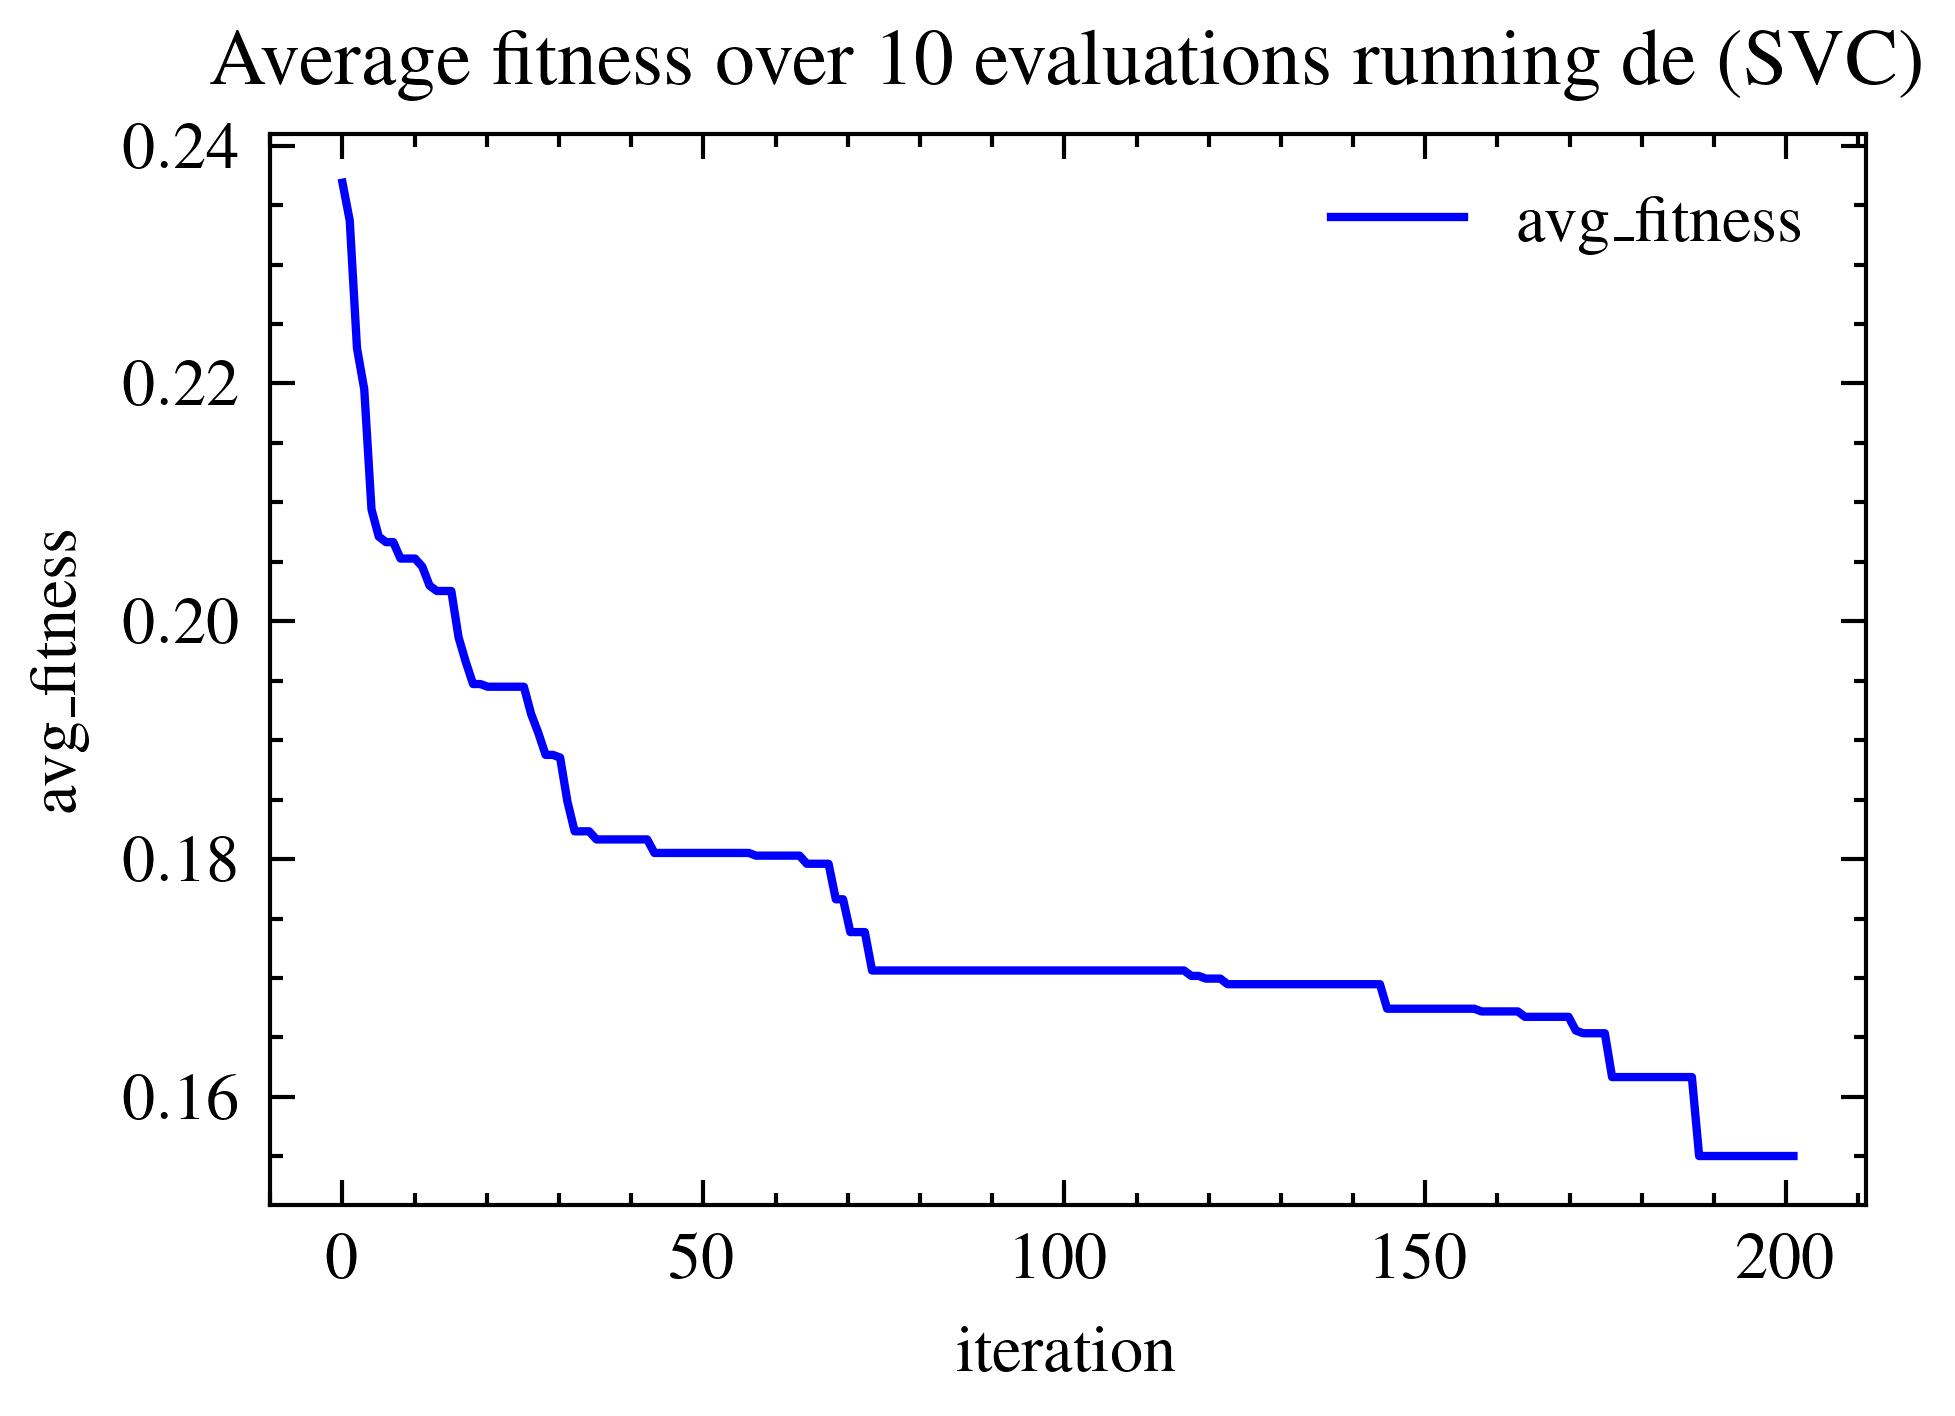 Average fitness over 10 evaluations running de (SVC)
avg_fitness
0.24
0.22
0.20
0.18
0.16
avg_fitness
0 50 100 150 200
iteration